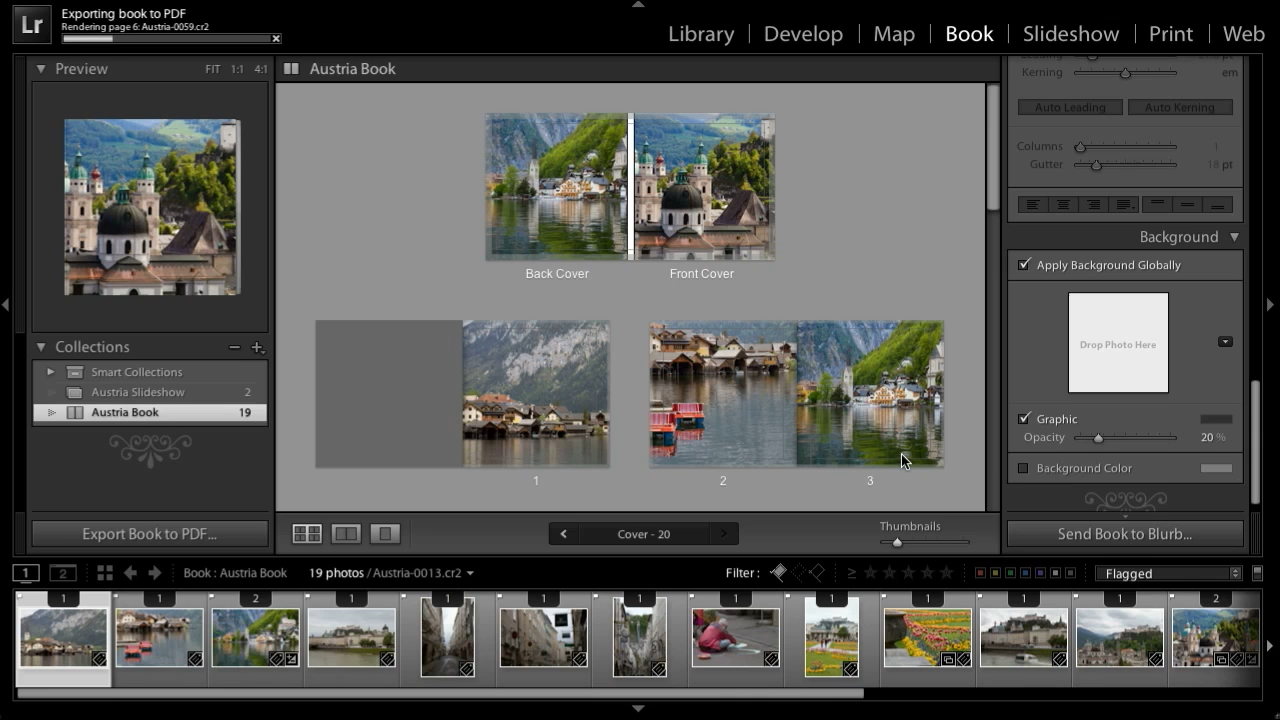 Lr
Exporting book to PDF
Rendering page 6: Austria-0059.cr2
Library | Develop | Map | Book | Slideshow | Print | Web
Preview FIT 1:1 4:1
Austria Book
Kerning em
Auto Leading Auto Kerning
Columns 1
Gutter 18 pt
Back Cover Front Cover
Background
Apply Background Globally
Drop Photo Here
Collections
Smart Collections
Austria Slideshow 2
Austria Book 19
Graphic
Opacity 20 %
Background Color
1 2 3
Export Book to PDF...
Cover - 20
Thumbnails
Send Book to Blurb...
1 2 Book : Austria Book 19 photos / Austria-0013.cr2 Filter : ≥ Flagged
1 1 2 1 1 1 1 1 1 1 1 1 2